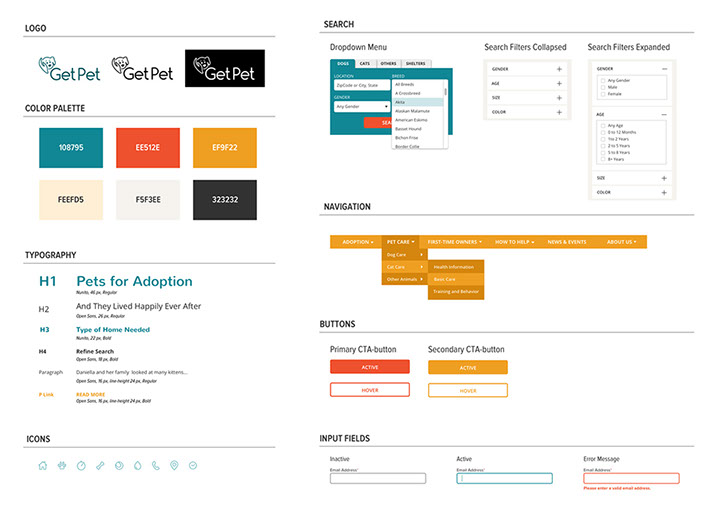 LOGO
GetPet
GetPet
GetPet
COLOR PALETTE
108795
EE512E
EF9F22
FEEFD5
F5F3EE
323232
TYPOGRAPHY
H1 Pets for Adoption
Nunito, 46 px, Regular
H2 And They Lived Happily Ever After
Open Sans, 26 px, Regular
H3 Type of Home Needed
Nunito, 22 px, Bold
H4 Refine Search
Open Sans, 18 px, Bold
Paragraph Daniella and her family looked at many kittens...
Open Sans, 16 px, line-height 24 px, Regular
P Link READ MORE
Open Sans, 16 px, line-height 24 px, Bold
ICONS
SEARCH
Dropdown Menu
DOGS CATS OTHERS SHELTERS
LOCATION
ZipCode or City, State
GENDER
Any Gender
BREED
All Breeds
A Crossbreed
Akita
Alaskan Malamute
American Eskimo
Basset Hound
Bichon Frise
Border Collie
Search Filters Collapsed
GENDER
AGE
SIZE
COLOR
Search Filters Expanded
GENDER
Any Gender
Male
Female
AGE
Any Age
0 to 12 Months
1 to 2 Years
2 to 5 Years
5 to 8 Years
8+ Years
SIZE
COLOR
NAVIGATION
ADOPTION PET CARE FIRST-TIME OWNERS HOW TO HELP NEWS & EVENTS ABOUT US
Dog Care
Cat Care
Other Animals
Health Information
Basic Care
Training and Behavior
BUTTONS
Primary CTA-button
ACTIVE
HOVER
Secondary CTA-button
ACTIVE
HOVER
INPUT FIELDS
Inactive
Email Address*
Active
Email Address*
Error Message
Email Address*
Please enter a valid email address.